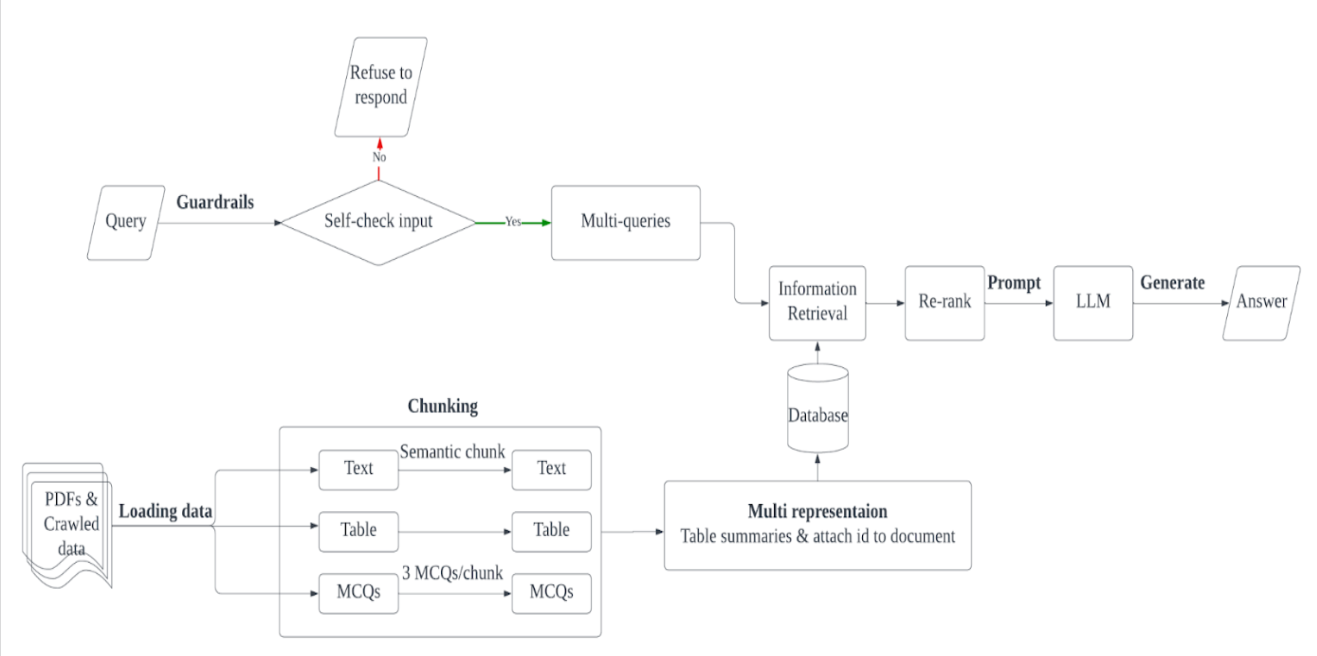 Refuse to
respond
No
Query
Guardrails
Self-check input
Yes
Multi-queries
Information
Retrieval
Re-rank
Prompt
LLM
Generate
Answer
Database
Chunking
PDFs &
Crawled
data
Loading data
Text
Semantic chunk
Text
Table
Table
MCQs
3 MCQs/chunk
MCQs
Multi representaion
Table summaries & attach id to document